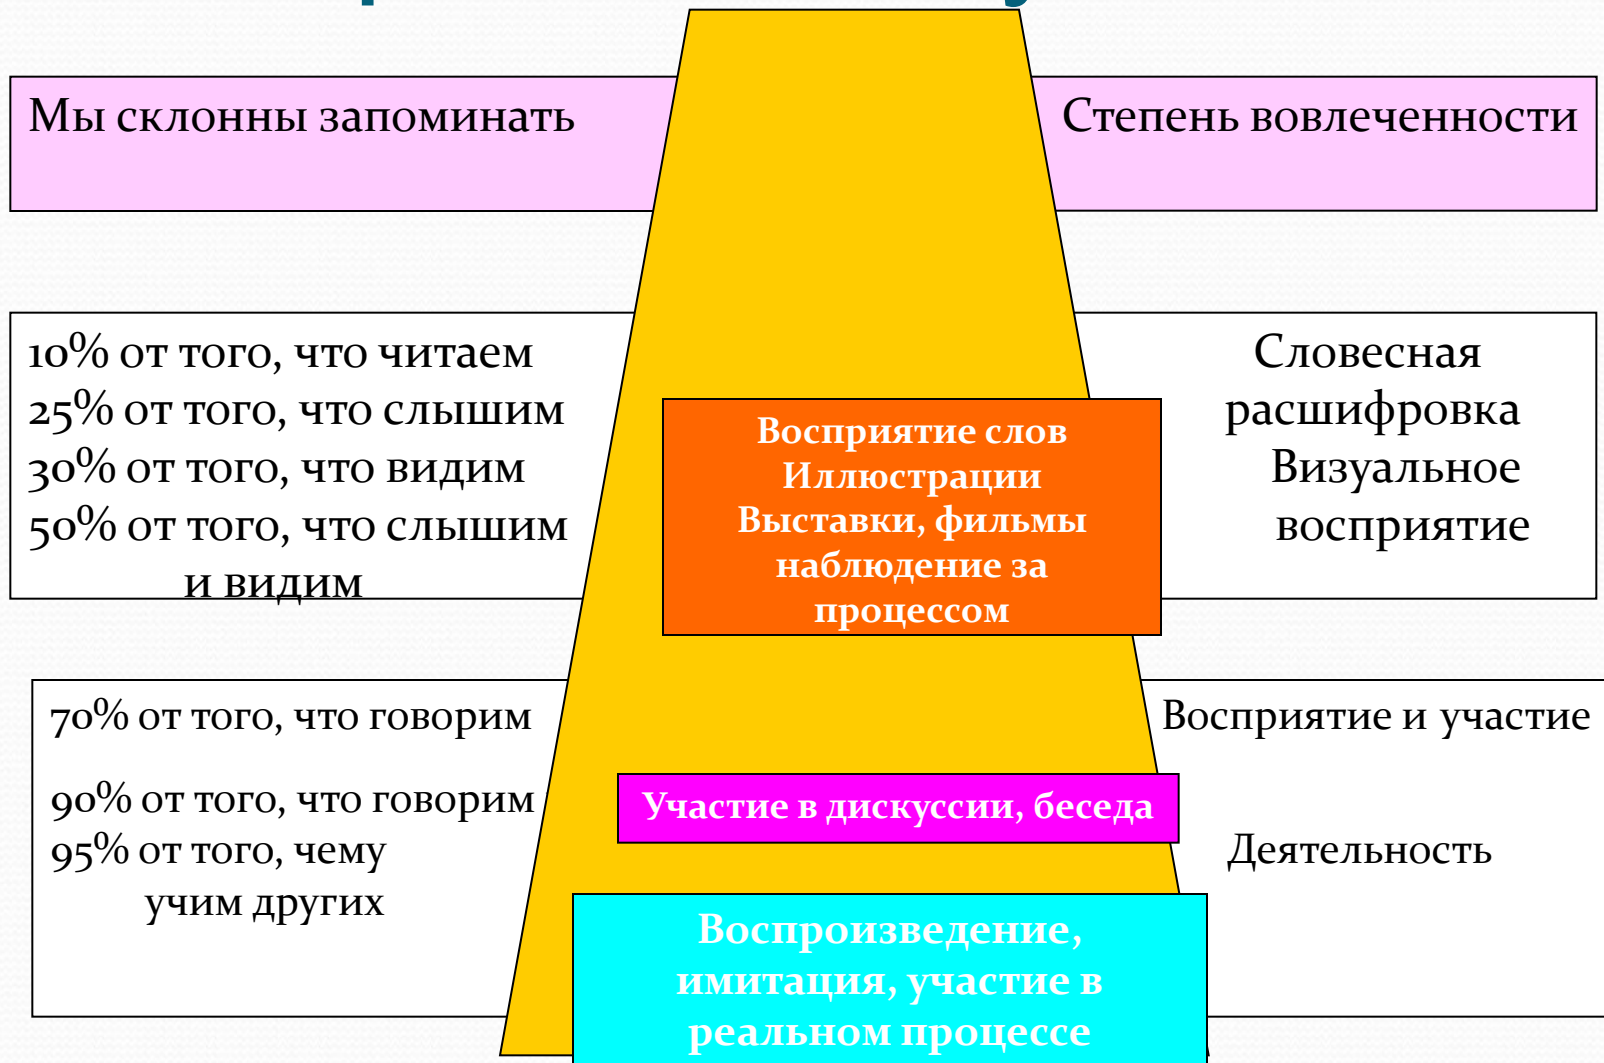 Мы склонны запоминать
Степень вовлеченности
10% от того, что читаем
25% от того, что слышим
30% от того, что видим
50% от того, что слышим
и видим
Восприятие слов
Иллюстрации
Выставки, фильмы
наблюдение за
процессом
Словесная
расшифровка
Визуальное
восприятие
70% от того, что говорим
90% от того, что говорим
95% от того, чему
учим других
Участие в дискуссии, беседа
Воспроизведение,
имитация, участие в
реальном процессе
Восприятие и участие
Деятельность